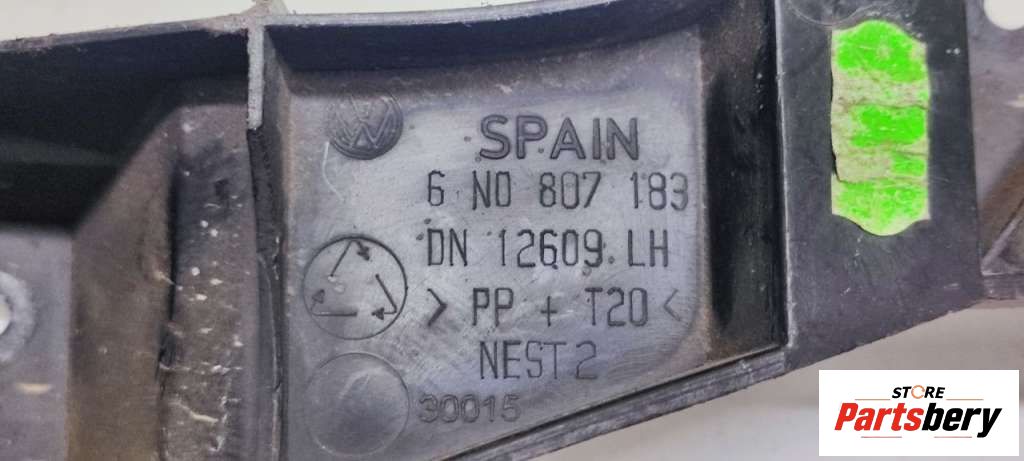 SPAIN
6 N0 807 183
DN 12609 LH
> PP + T20 <
NEST 2
30015
STORE
Partsbery